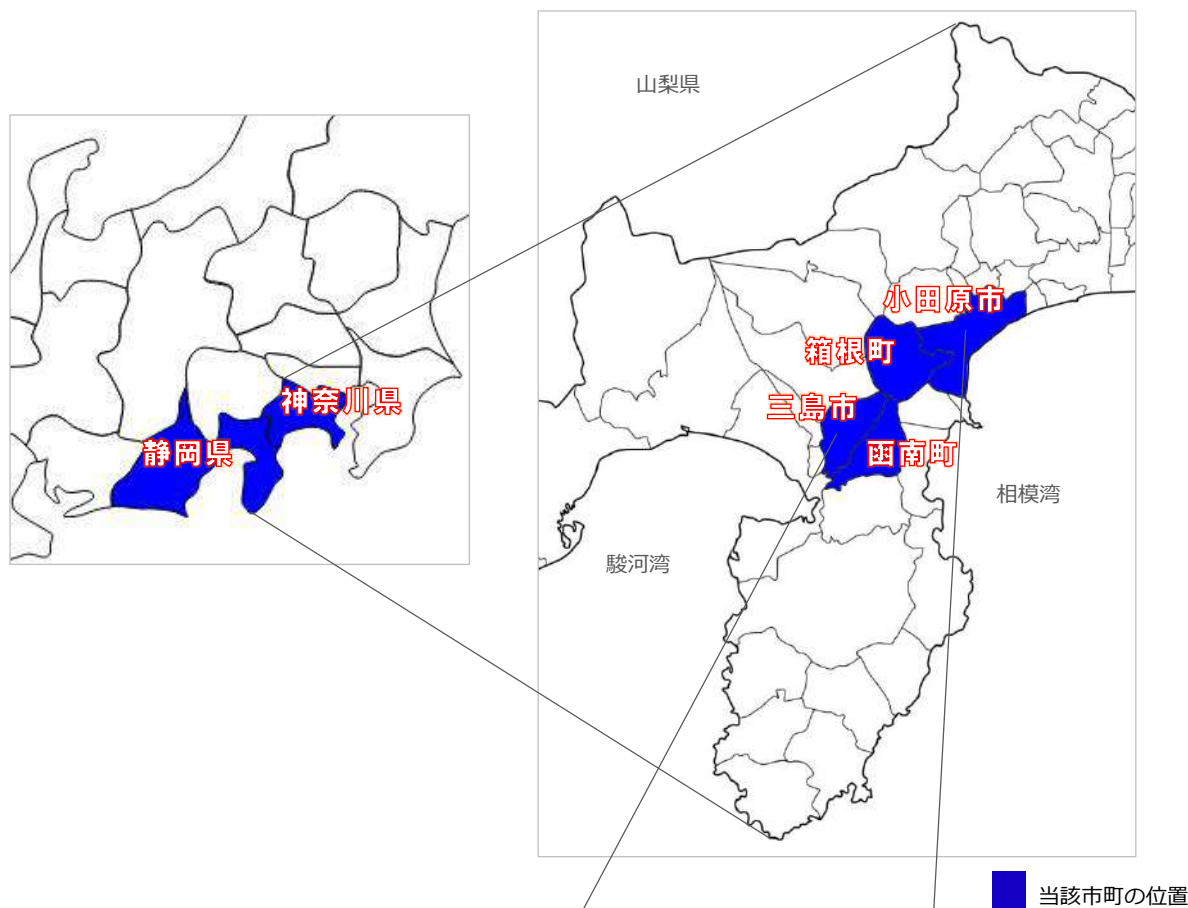 山梨県
神奈川県
静岡県
小田原市
箱根町
三島市
函南町
相模湾
駿河湾
当該市町の位置